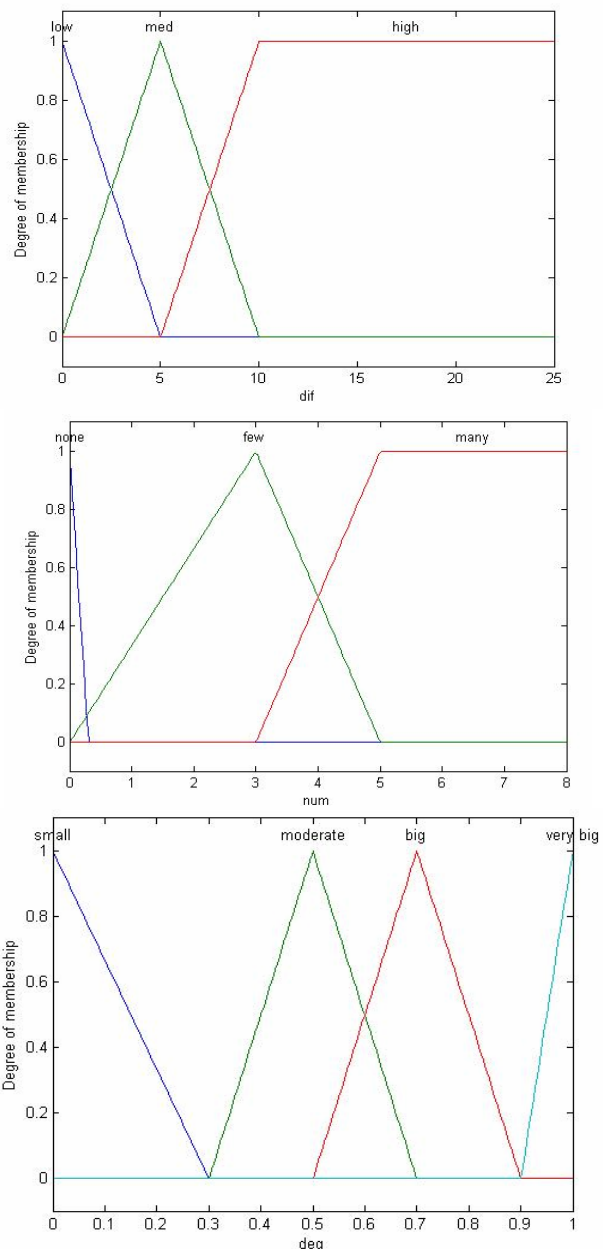 low med high
1
0.8
0.6
0.4
0.2
0
Degree of membership
0 5 10 15 20 25
dif
none few many
1
0.8
0.6
0.4
0.2
0
Degree of membership
0 1 2 3 4 5 6 7 8
num
small moderate big very big
1
0.8
0.6
0.4
0.2
0
Degree of membership
0 0.1 0.2 0.3 0.4 0.5 0.6 0.7 0.8 0.9 1
deg